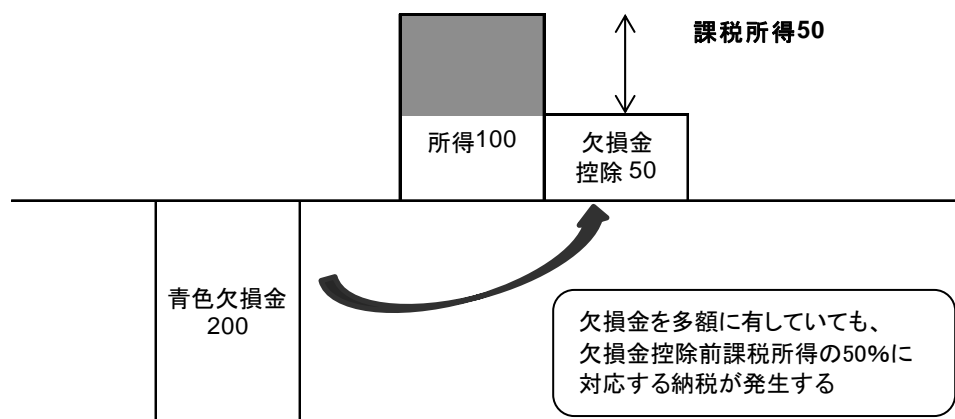 課税所得50
所得100
欠損金
控除 50
青色欠損金
200
欠損金を多額に有していても、
欠損金控除前課税所得の50%に
対応する納税が発生する